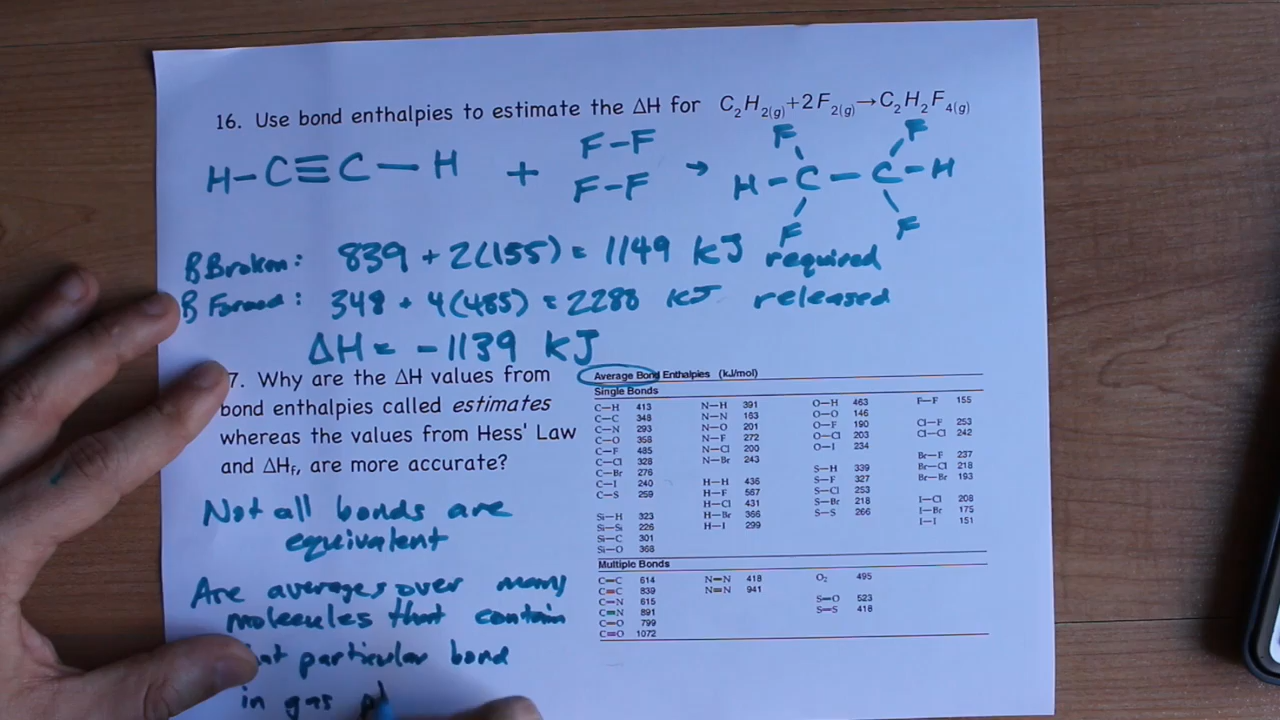 16. Use bond enthalpies to estimate the ΔH for C₂H₂(g)+2F₂(g)→C₂H₂F₄(g)
F F
H-C≡C-H + F-F → H-C-C-H
F-F
F F
B Broken: 839 + 2(155) = 1149 kJ required
B Formed: 348 + 4(485) = 2288 kJ released
ΔH = -1139 kJ
7. Why are the ΔH values from
bond enthalpies called estimates
whereas the values from Hess' Law
and ΔHf, are more accurate?
Not all bonds are
equivalent
Are averages over many
molecules that contain
particular bond
in gas
Average Bond Enthalpies (kJ/mol)
Single Bonds
C—H 413 N—H 391 O—H 463 F—F 155
C—C 348 N—N 163 O—O 146
C—N 293 N—O 201 O—F 190 Cl—F 253
C—O 358 N—F 272 O—Cl 203 Cl—Cl 242
C—F 485 N—Cl 200 O—I 234
C—Cl 328 N—Br 243 Br—F 237
C—Br 276 S—H 339 Br—Cl 218
C—I 240 H—H 436 S—F 327 Br—Br 193
C—S 259 H—F 567 S—Cl 253
H—Cl 431 S—Br 218 I—Cl 208
Si—H 323 H—Br 366 S—S 266 I—Br 175
Si—Si 226 H—I 299 I—I 151
Si—C 301
Si—O 368
Multiple Bonds
C=C 614 N=N 418 O₂ 495
C≡C 839 N≡N 941
C=N 615 S=O 523
C≡N 891 S=S 418
C=O 799
C≡O 1072